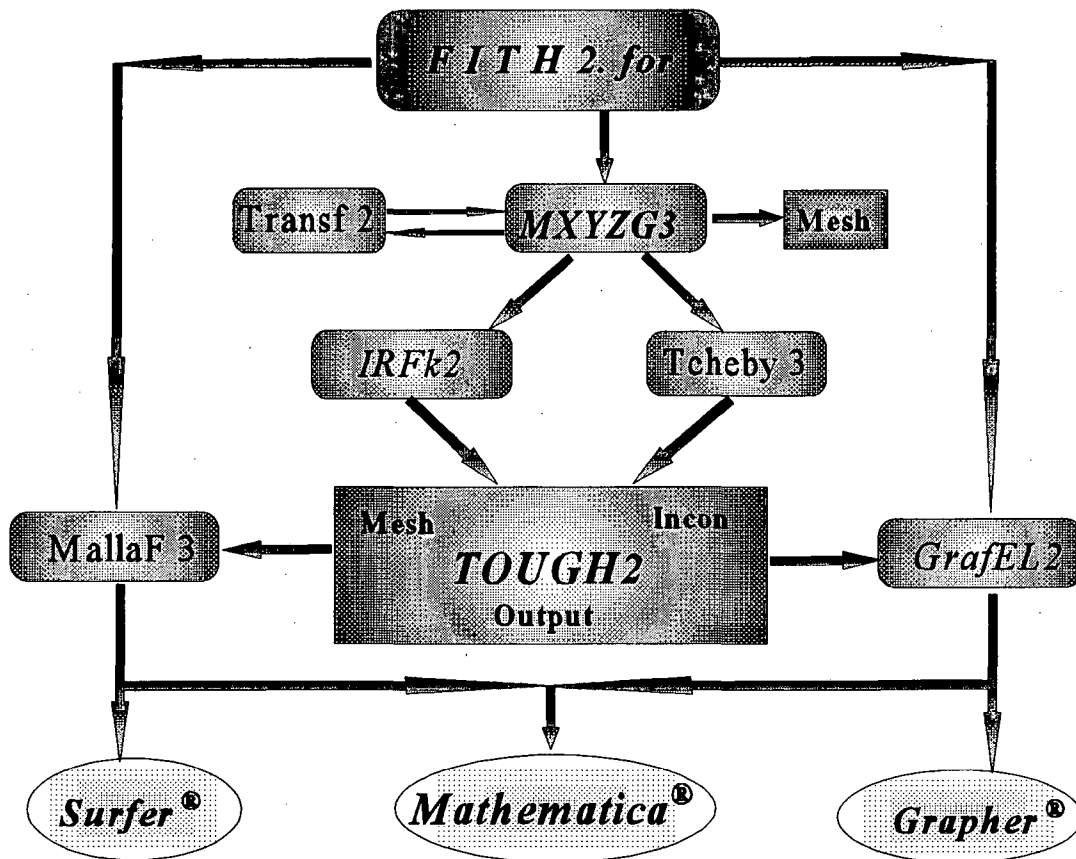 F I T H 2. for
Transf 2
MXYZG3
Mesh
IRFk2
Tcheby 3
Mesh
Incon
MallaF 3
TOUGH2
GrafEL2
Output
Surfer®
Mathematica®
Grapher®